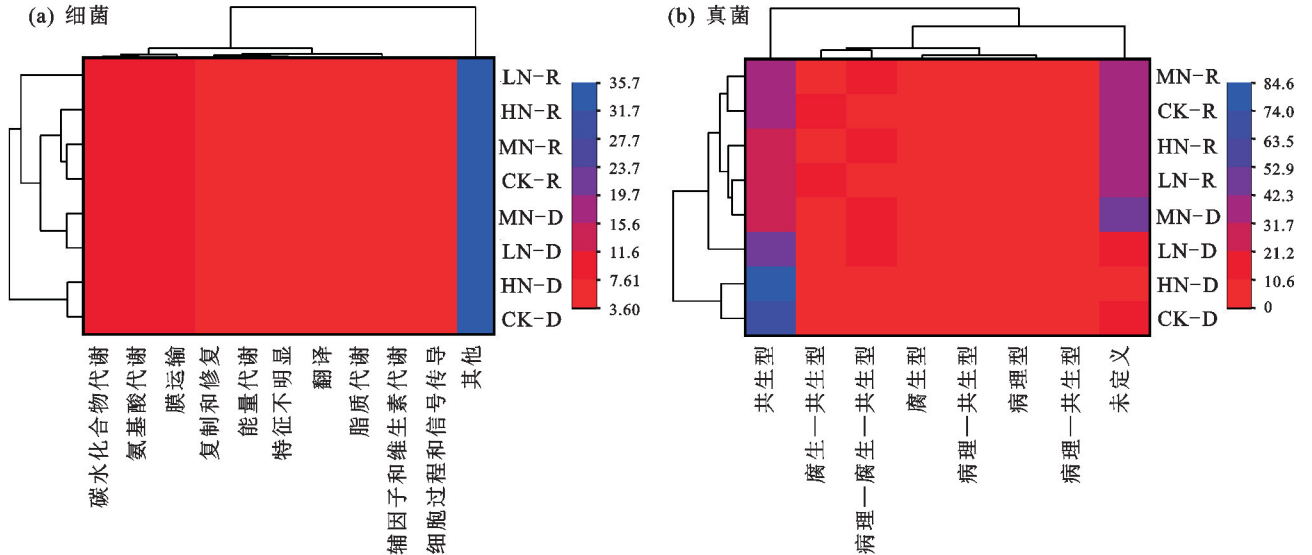 (a) 细菌
LN-R
HN-R
MN-R
CK-R
MN-D
LN-D
HN-D
CK-D
35.7
31.7
27.7
23.7
19.7
15.6
11.6
7.61
3.60
碳水化合物代谢
氨基酸代谢
膜运输
复制和修复
能量代谢
特征不明显
翻译
脂质代谢
辅因子和维生素代谢
细胞过程和信号传导
其他
(b) 真菌
MN-R
CK-R
HN-R
LN-R
MN-D
LN-D
HN-D
CK-D
84.6
74.0
63.5
52.9
42.3
31.7
21.2
10.6
0
共生型
腐生—共生型
病理—腐生—共生型
腐生型
病理—共生型
病理型
病理—共生型
未定义